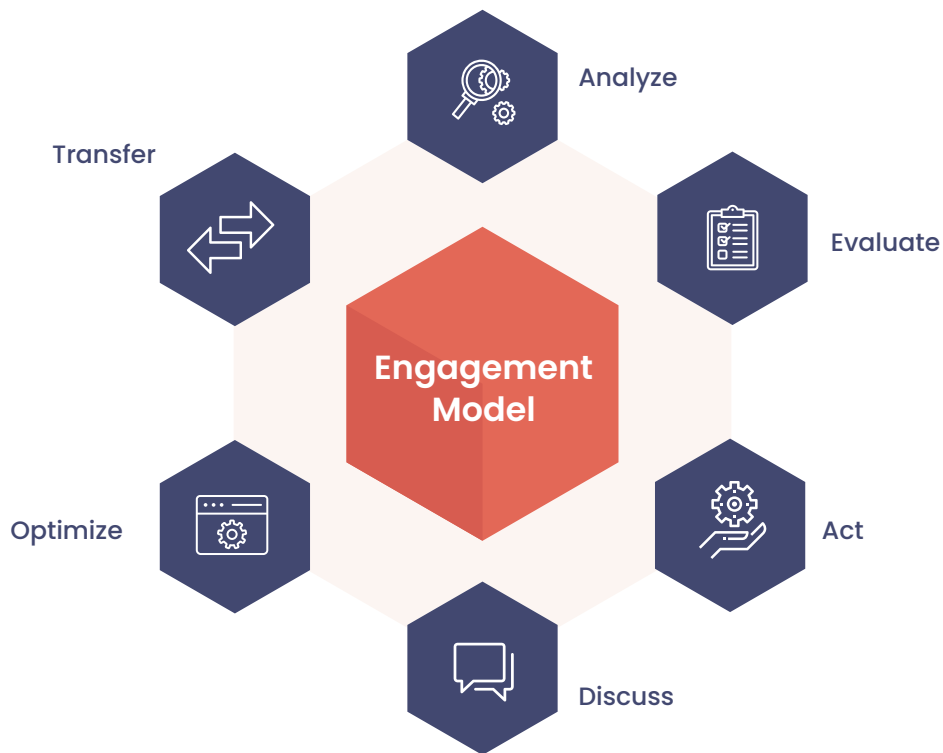 Analyze
Transfer
Evaluate
Engagement
Model
Optimize
Act
Discuss